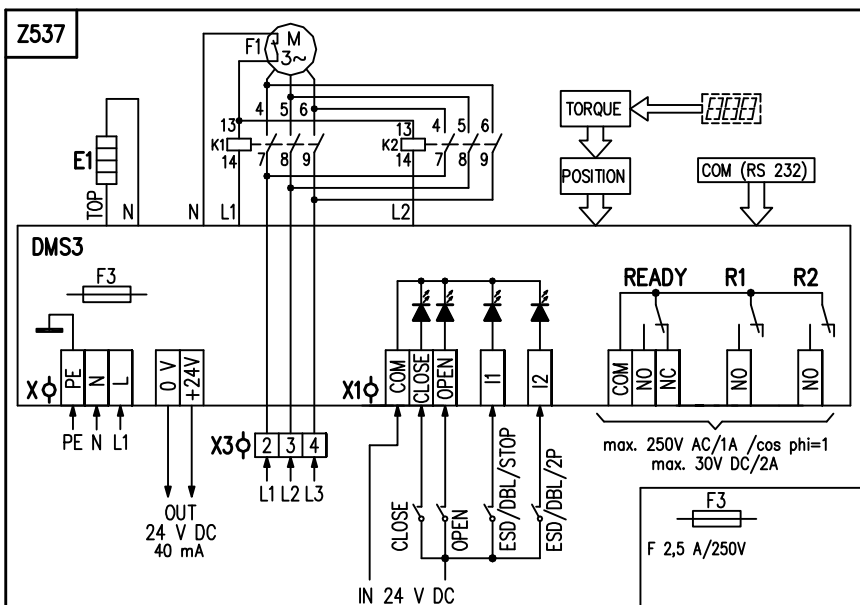 Z537
F1
M
3~
4 5 6
13
K1
14
7 8 9
4 5 6
13
K2
14
7 8 9
TORQUE
POSITION
COM (RS 232)
E1
TOP
N
N
L1
L2
DMS3
F3
READY R1 R2
X
PE
N
L
0 V
+24V
X1
COM
CLOSE
OPEN
I1
I2
COM
NO
NC
NO
NO
PE N L1
X3
2 3 4
L1 L2 L3
OUT
24 V DC
40 mA
CLOSE
OPEN
ESD/DBL/STOP
ESD/DBL/2P
IN 24 V DC
max. 250V AC/1A /cos phi=1
max. 30V DC/2A
F3
F 2,5 A/250V